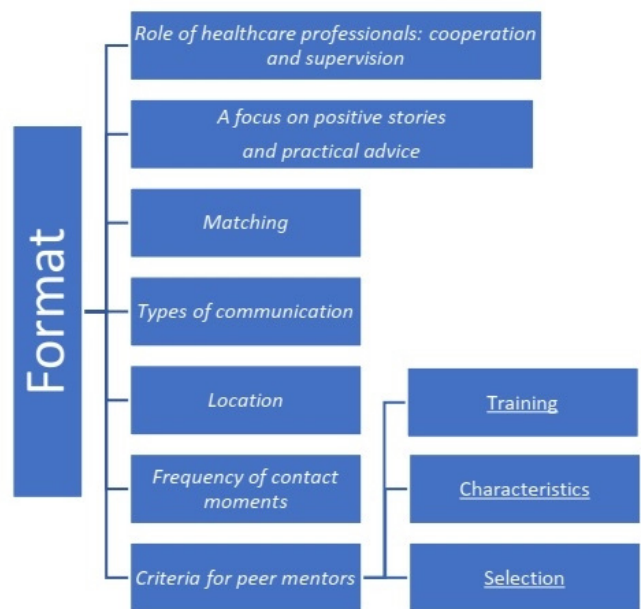 Format
Role of healthcare professionals: cooperation
and supervision
A focus on positive stories
and practical advice
Matching
Types of communication
Location
Frequency of contact
moments
Criteria for peer mentors
Training
Characteristics
Selection